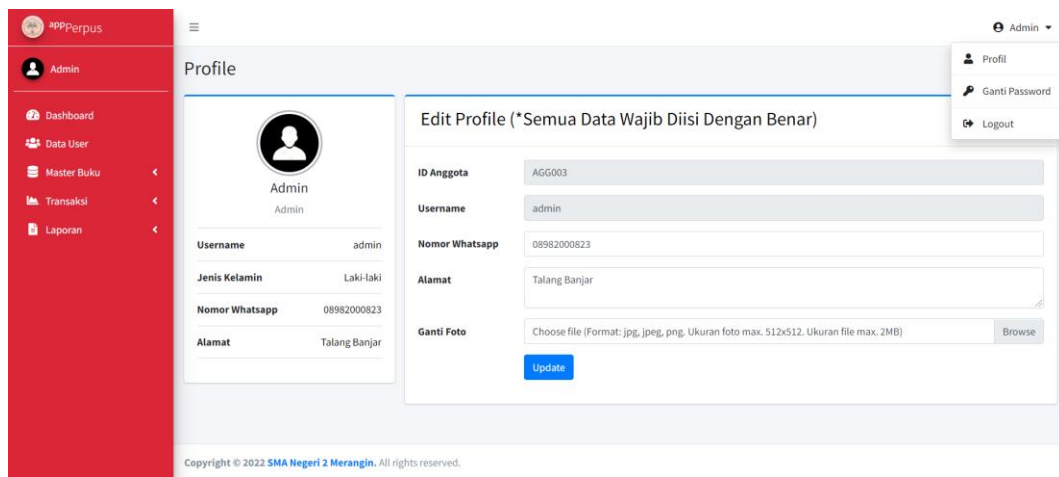 appPerpus
Admin
Admin
Dashboard
Data User
Master Buku
Transaksi
Laporan
Profil
Ganti Password
Logout
Profile
Admin
Admin
Username admin
Jenis Kelamin Laki-laki
Nomor Whatsapp 08982000823
Alamat Talang Banjar
Edit Profile (*Semua Data Wajib Diisi Dengan Benar)
ID Anggota AGG003
Username admin
Nomor Whatsapp 08982000823
Alamat Talang Banjar
Ganti Foto Choose file (Format: jpg, jpeg, png. Ukuran foto max. 512x512. Ukuran file max. 2MB) Browse
Update
Copyright © 2022 SMA Negeri 2 Merangin. All rights reserved.